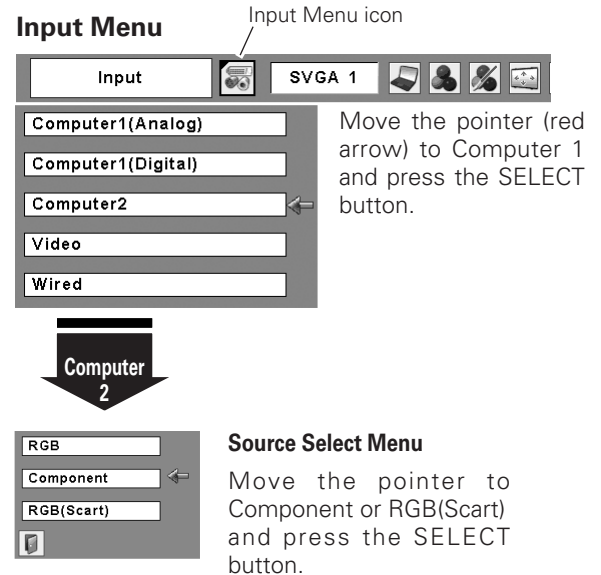 Input Menu
Input Menu icon
Input
SVGA 1
Computer1(Analog)
Computer1(Digital)
Computer2
Video
Wired
Move the pointer (red
arrow) to Computer 1
and press the SELECT
button.
Computer
2
RGB
Component
RGB(Scart)
Source Select Menu
Move the pointer to
Component or RGB(Scart)
and press the SELECT
button.